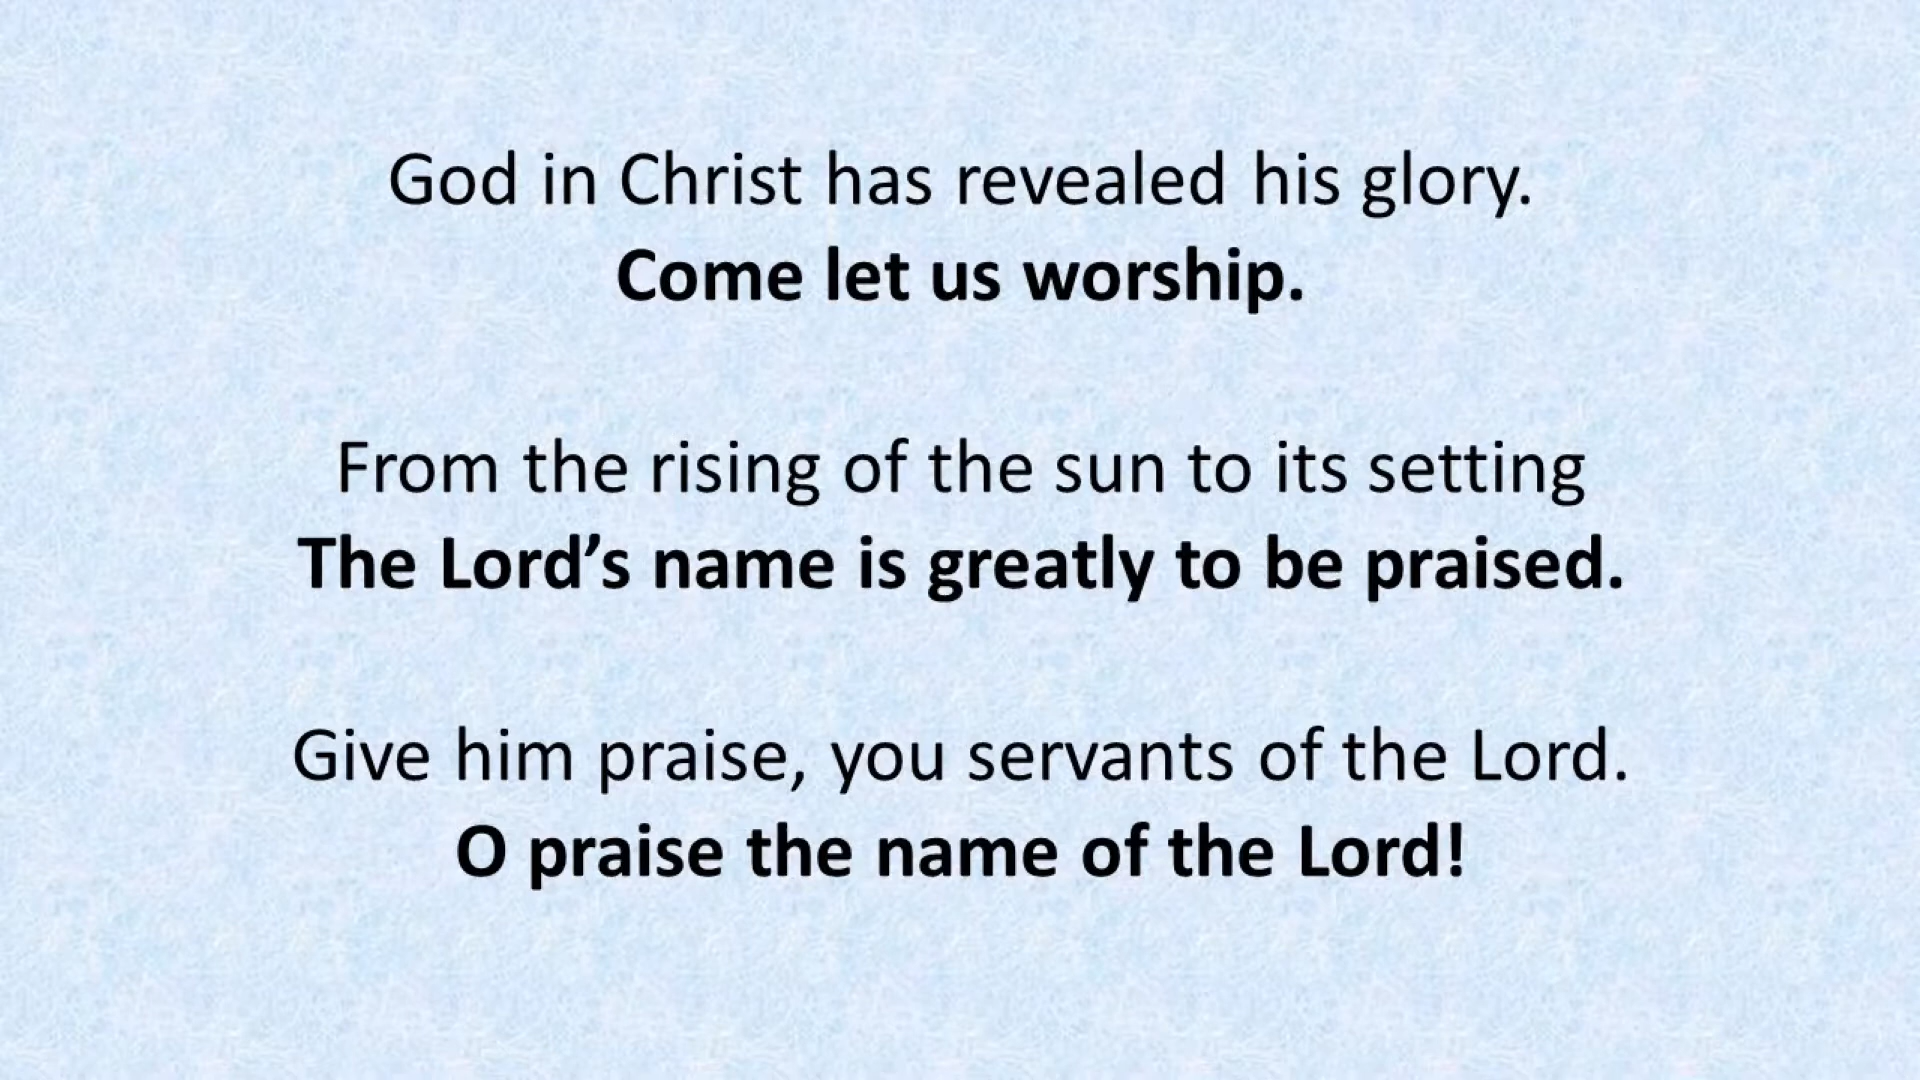 God in Christ has revealed his glory.
Come let us worship.
From the rising of the sun to its setting
The Lord’s name is greatly to be praised.
Give him praise, you servants of the Lord.
O praise the name of the Lord!